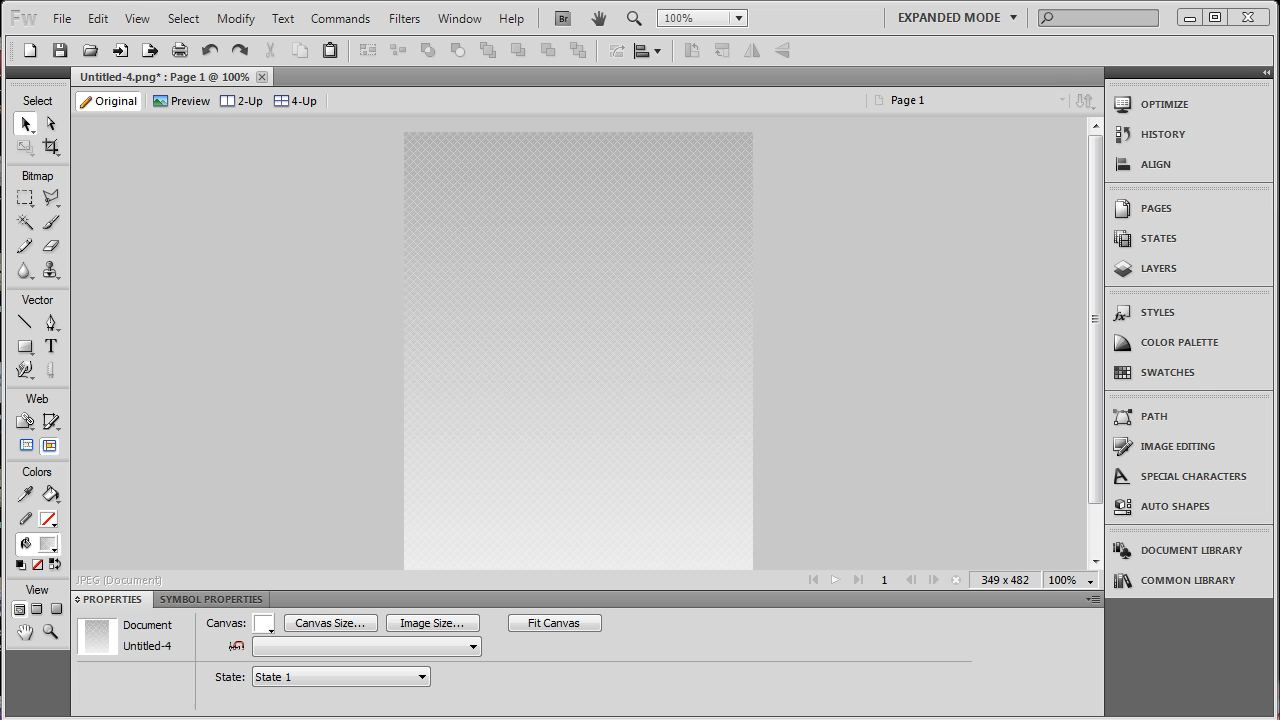 Fw File Edit View Select Modify Text Commands Filters Window Help Br 100% EXPANDED MODE
Untitled-4.png* : Page 1 @ 100%
Original Preview 2-Up 4-Up Page 1
Select
Bitmap
Vector
T
Web
Colors
View
OPTIMIZE
HISTORY
ALIGN
PAGES
STATES
LAYERS
STYLES
COLOR PALETTE
SWATCHES
PATH
IMAGE EDITING
SPECIAL CHARACTERS
AUTO SHAPES
DOCUMENT LIBRARY
COMMON LIBRARY
JPEG (Document) 1 349 x 482 100%
PROPERTIES SYMBOL PROPERTIES
Document Canvas: Canvas Size... Image Size... Fit Canvas
Untitled-4
State: State 1